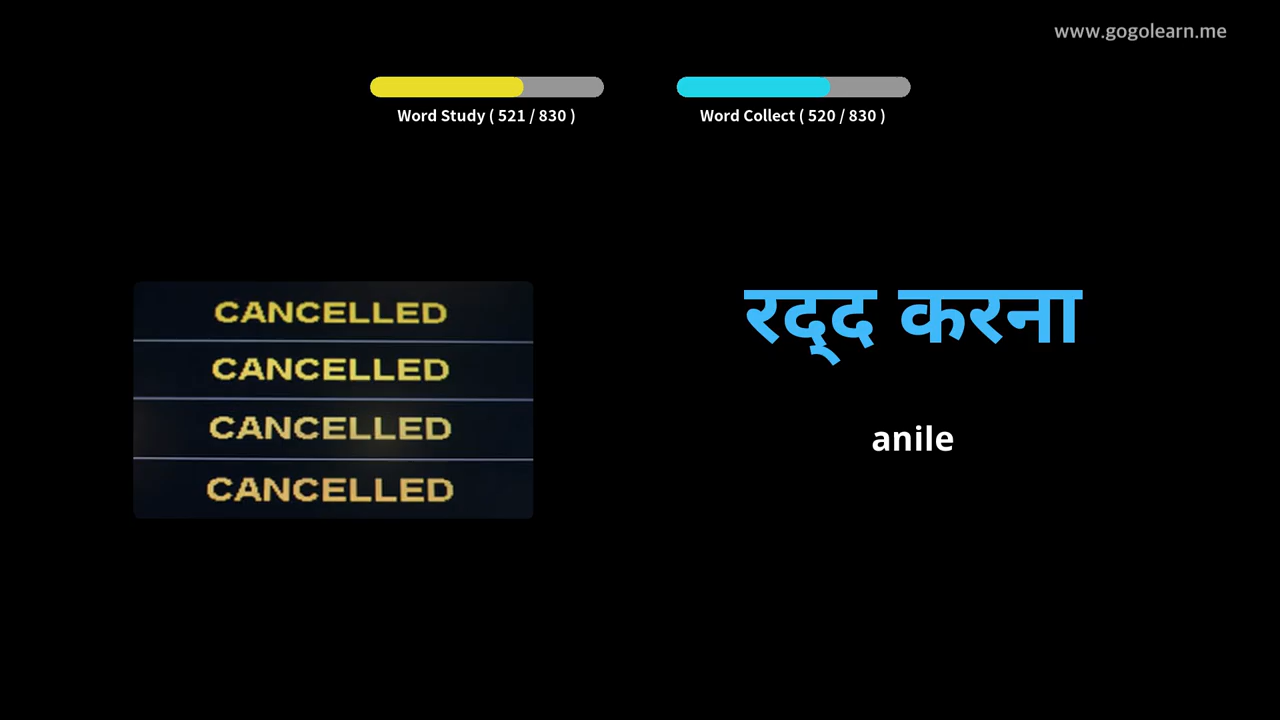 www.gogolearn.me
Word Study ( 521 / 830 )
Word Collect ( 520 / 830 )
CANCELLED
CANCELLED
CANCELLED
CANCELLED
रद्द करना
anile